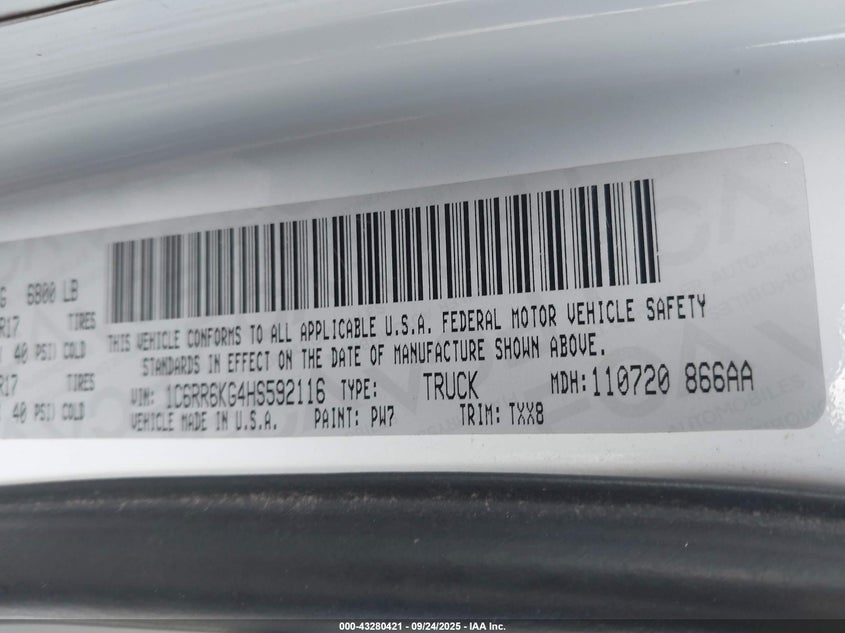 G 6800 LB
R17 TIRES
40 PSI) COLD
R17
40 PSI) COLD
THIS VEHICLE CONFORMS TO ALL APPLICABLE U.S.A. FEDERAL MOTOR VEHICLE SAFETY
STANDARDS IN EFFECT ON THE DATE OF MANUFACTURE SHOWN ABOVE.
VIN: 1C6RR6KG4HS592116 TYPE: TRUCK MDH: 110720 866AA
VEHICLE MADE IN U.S.A. PAINT: PW7 TRIM: TXX8
000-43280421 - 09/24/2025 - IAA Inc.